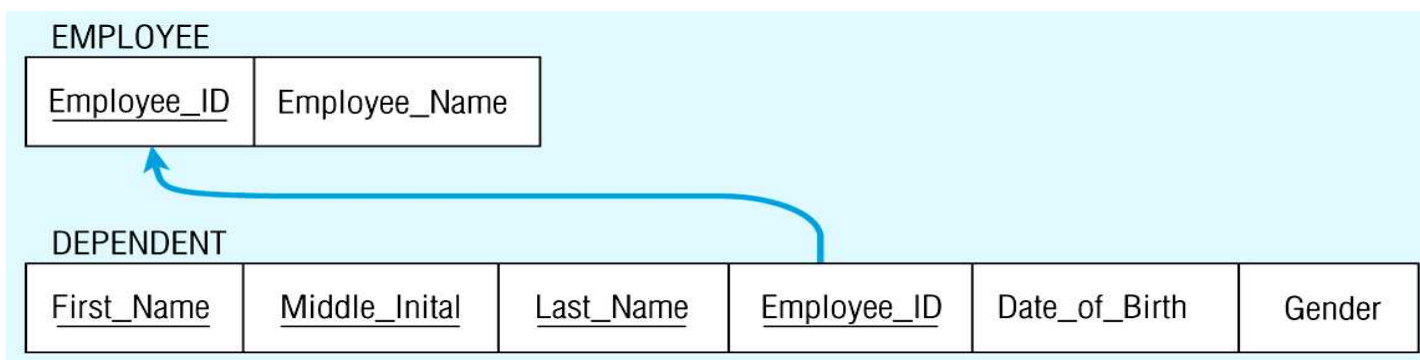 EMPLOYEE
Employee_ID Employee_Name
DEPENDENT
First_Name Middle_Inital Last_Name Employee_ID Date_of_Birth Gender